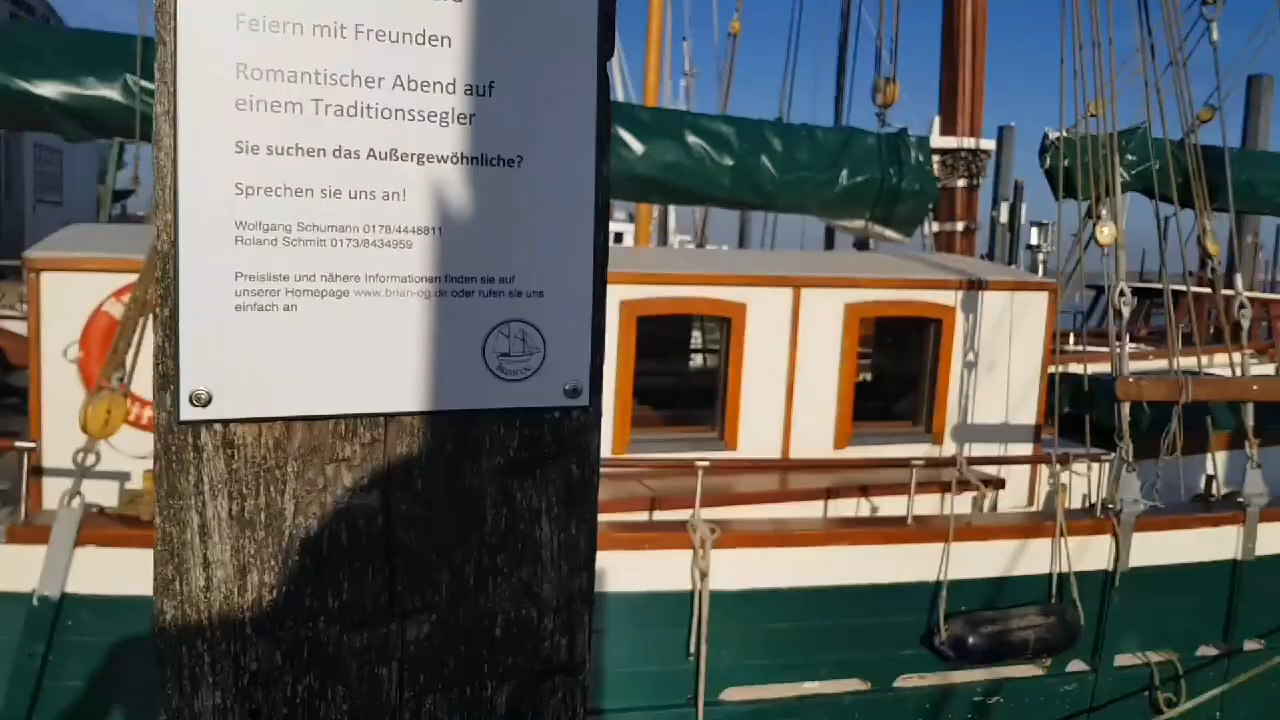 Feiern mit Freunden
Romantischer Abend auf
einem Traditionssegler
Sie suchen das Außergewöhnliche?
Sprechen sie uns an!
Wolfgang Schumann 0178/4448811
Roland Schmitt 0173/8434959
Preisliste und nähere Informationen finden sie auf
unserer Homepage www.brian-og.de oder rufen sie uns
einfach an
BRIAN OG